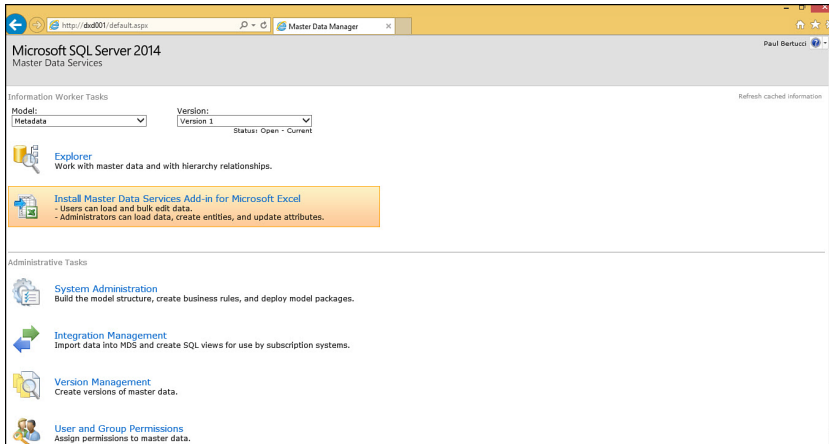 http://dxd001/default.aspx
Master Data Manager
Microsoft SQL Server 2014
Master Data Services
Paul Bertucci
Information Worker Tasks
Refresh cached information
Model:
Version:
Metadata
Version 1
Status: Open - Current
Explorer
Work with master data and with hierarchy relationships.
Install Master Data Services Add-in for Microsoft Excel
- Users can load and bulk edit data.
- Administrators can load data, create entities, and update attributes.
Administrative Tasks
System Administration
Build the model structure, create business rules, and deploy model packages.
Integration Management
Import data into MDS and create SQL views for use by subscription systems.
Version Management
Create versions of master data.
User and Group Permissions
Assign permissions to master data.